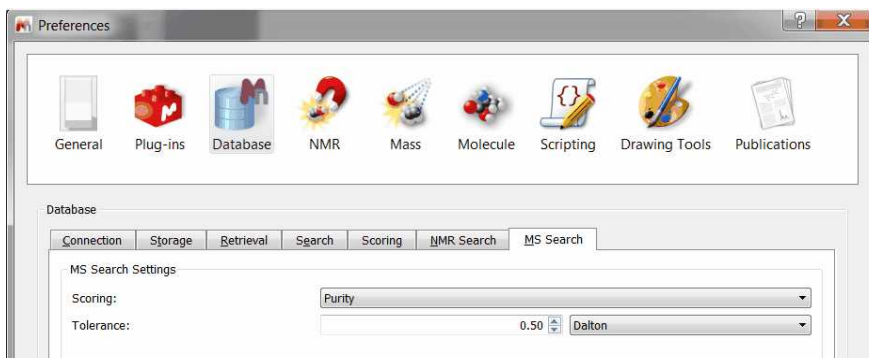 Preferences
General Plug-ins Database NMR Mass Molecule Scripting Drawing Tools Publications
Database
Connection Storage Retrieval Search Scoring NMR Search MS Search
MS Search Settings
Scoring: Purity
Tolerance: 0.50 Dalton